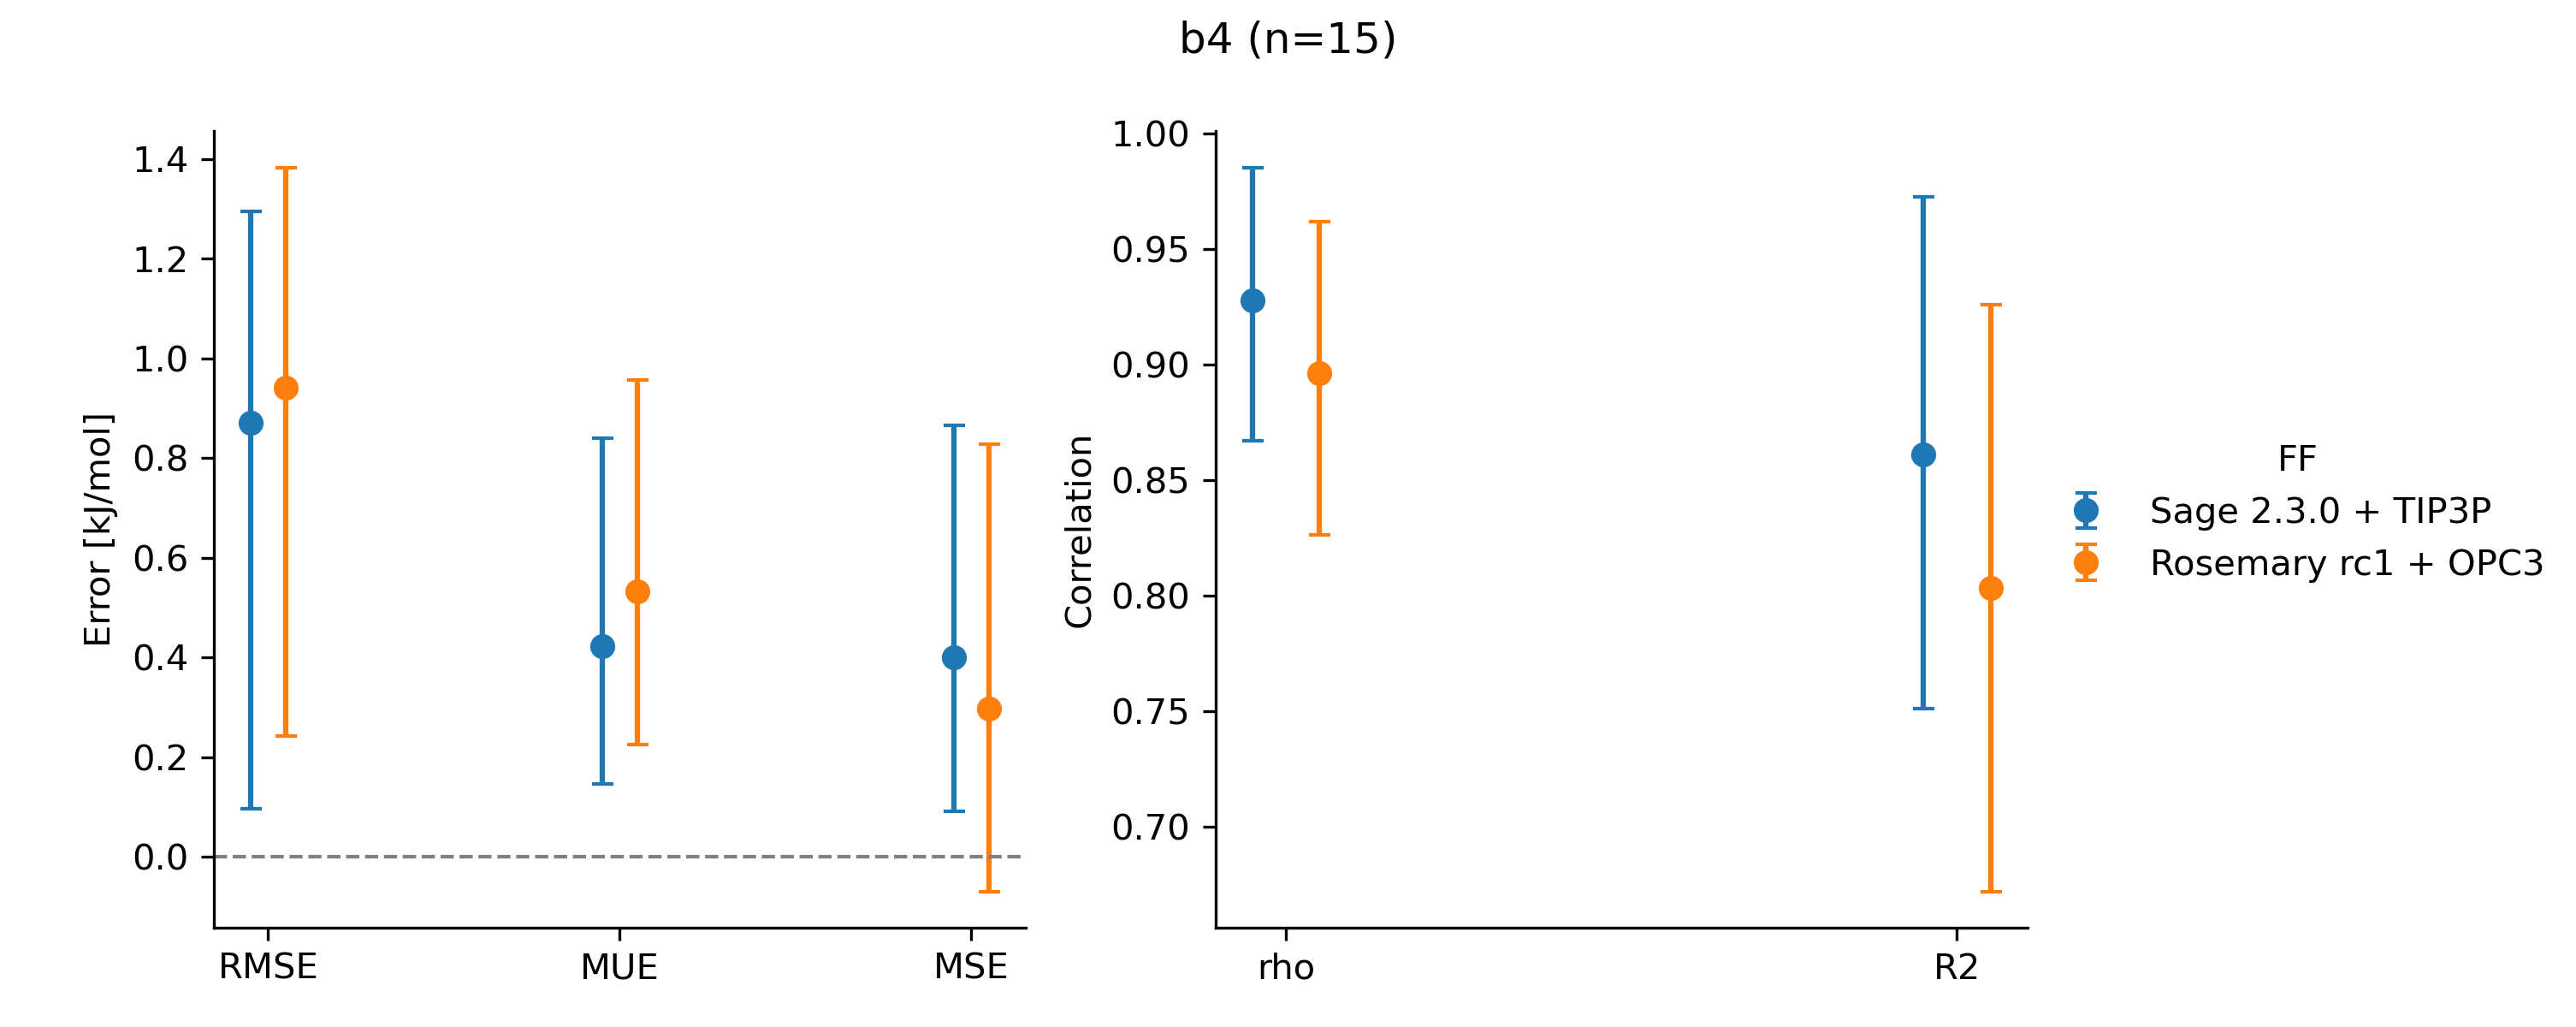 b4 (n=15)
Error [kJ/mol]
1.4
1.2
1.0
0.8
0.6
0.4
0.2
0.0
RMSE
MUE
MSE
Correlation
1.00
0.95
0.90
0.85
0.80
0.75
0.70
rho
R2
FF
Sage 2.3.0 + TIP3P
Rosemary rc1 + OPC3